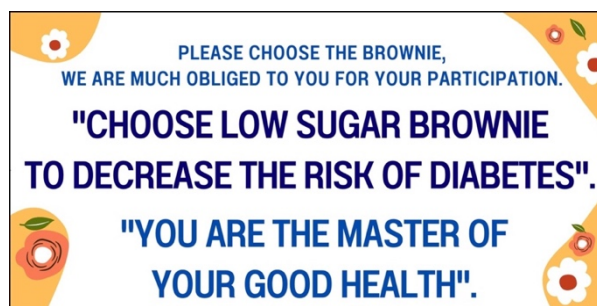 PLEASE CHOOSE THE BROWNIE,
WE ARE MUCH OBLIGED TO YOU FOR YOUR PARTICIPATION.
"CHOOSE LOW SUGAR BROWNIE
TO DECREASE THE RISK OF DIABETES".
"YOU ARE THE MASTER OF
YOUR GOOD HEALTH".